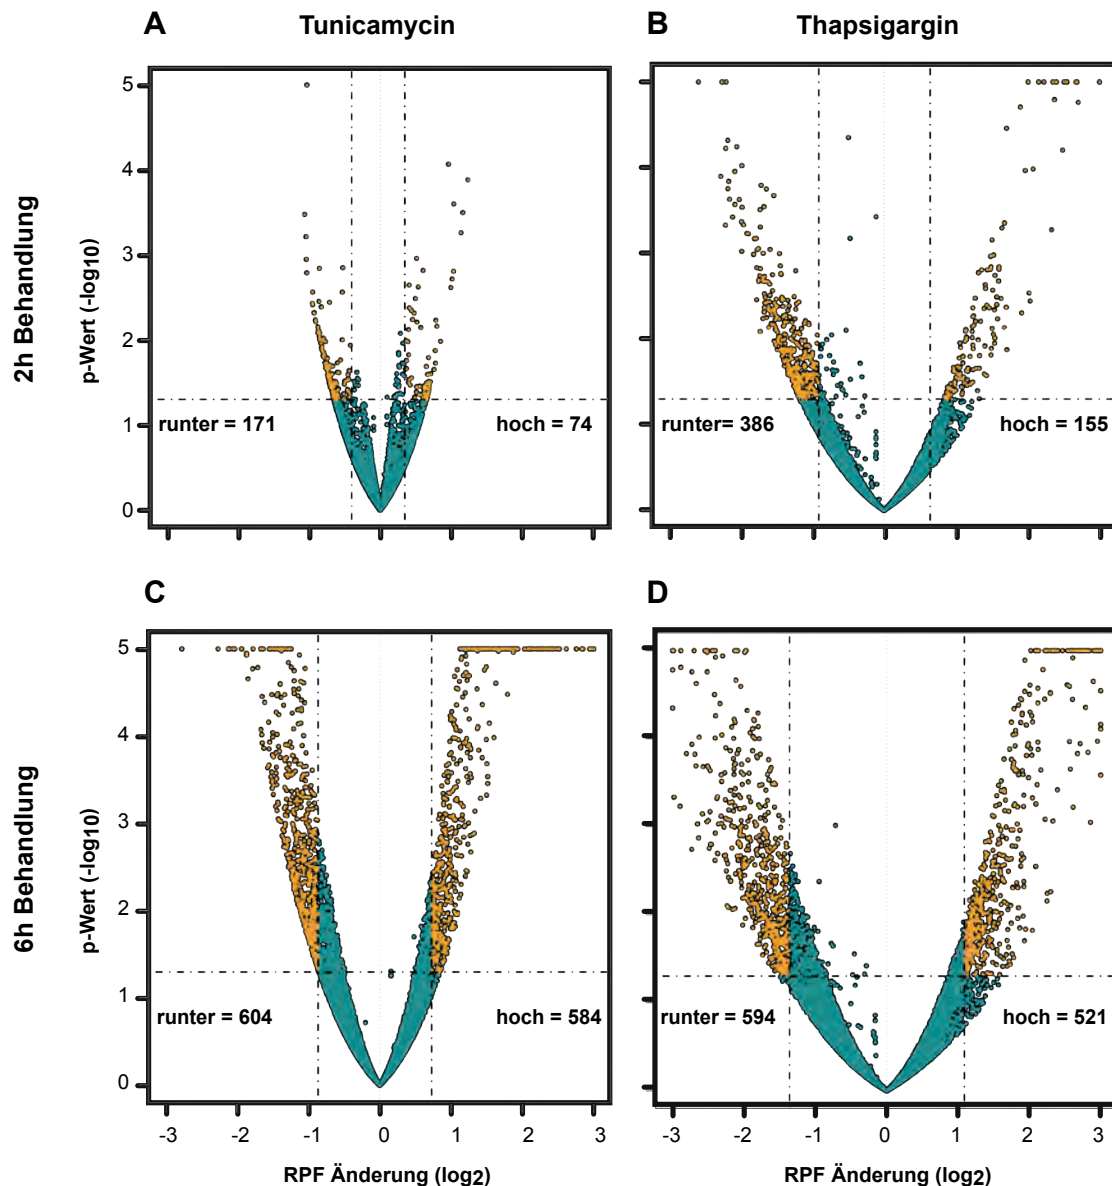 A
Tunicamycin
B
Thapsigargin
2h Behandlung
p-Wert (-log10)
5
4
3
2
1
0
runter = 171
hoch = 74
runter= 386
hoch = 155
C
D
6h Behandlung
p-Wert (-log10)
5
4
3
2
1
0
runter = 604
hoch = 584
runter = 594
hoch = 521
-3 -2 -1 0 1 2 3
-3 -2 -1 0 1 2 3
RPF Änderung (log2)
RPF Änderung (log2)